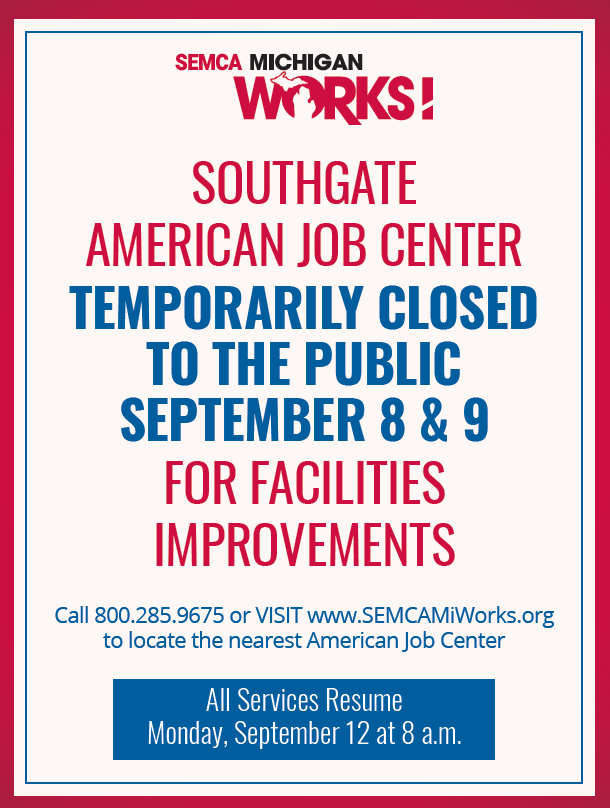 SEMCA MICHIGAN
WORKS!
SOUTHGATE
AMERICAN JOB CENTER
TEMPORARILY CLOSED
TO THE PUBLIC
SEPTEMBER 8 & 9
FOR FACILITIES
IMPROVEMENTS
Call 800.285.9675 or VISIT www.SEMCAMiWorks.org
to locate the nearest American Job Center
All Services Resume
Monday, September 12 at 8 a.m.